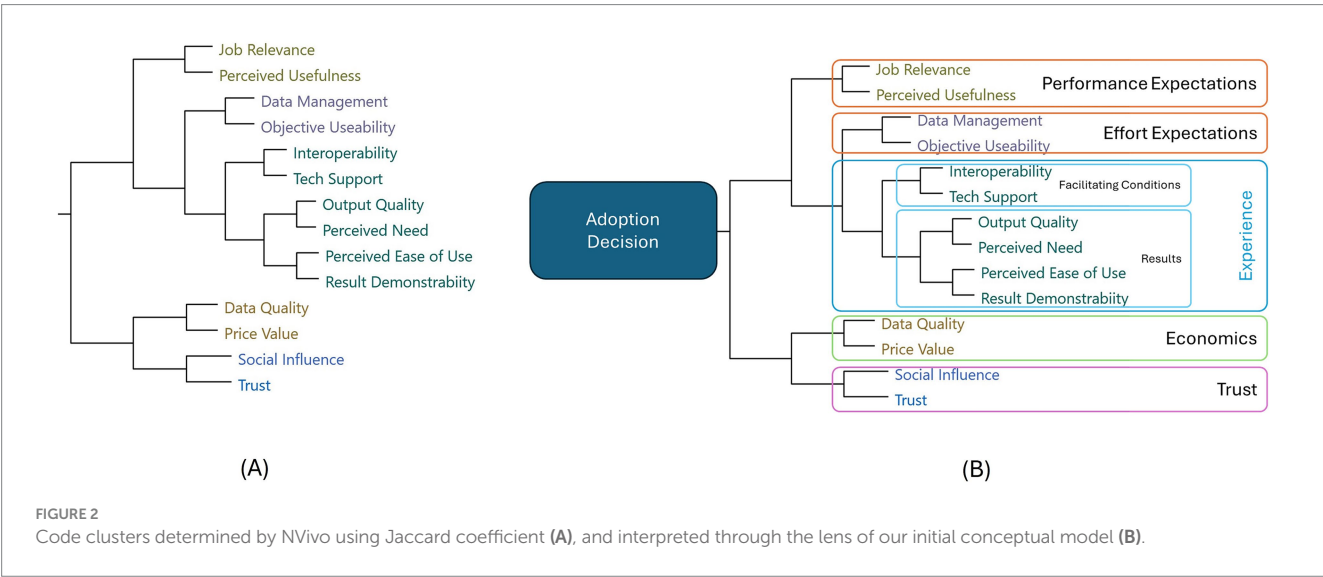 Job Relevance
Perceived Usefulness
Data Management
Objective Useability
Interoperability
Tech Support
Output Quality
Perceived Need
Perceived Ease of Use
Result Demonstrabiity
Data Quality
Price Value
Social Influence
Trust
(A)
Adoption
Decision
Job Relevance
Perceived Usefulness
Performance Expectations
Data Management
Objective Useability
Effort Expectations
Interoperability
Tech Support
Facilitating Conditions
Output Quality
Perceived Need
Perceived Ease of Use
Result Demonstrabiity
Results
Experience
Data Quality
Price Value
Economics
Social Influence
Trust
Trust
(B)
FIGURE 2
Code clusters determined by NVivo using Jaccard coefficient (A), and interpreted through the lens of our initial conceptual model (B).